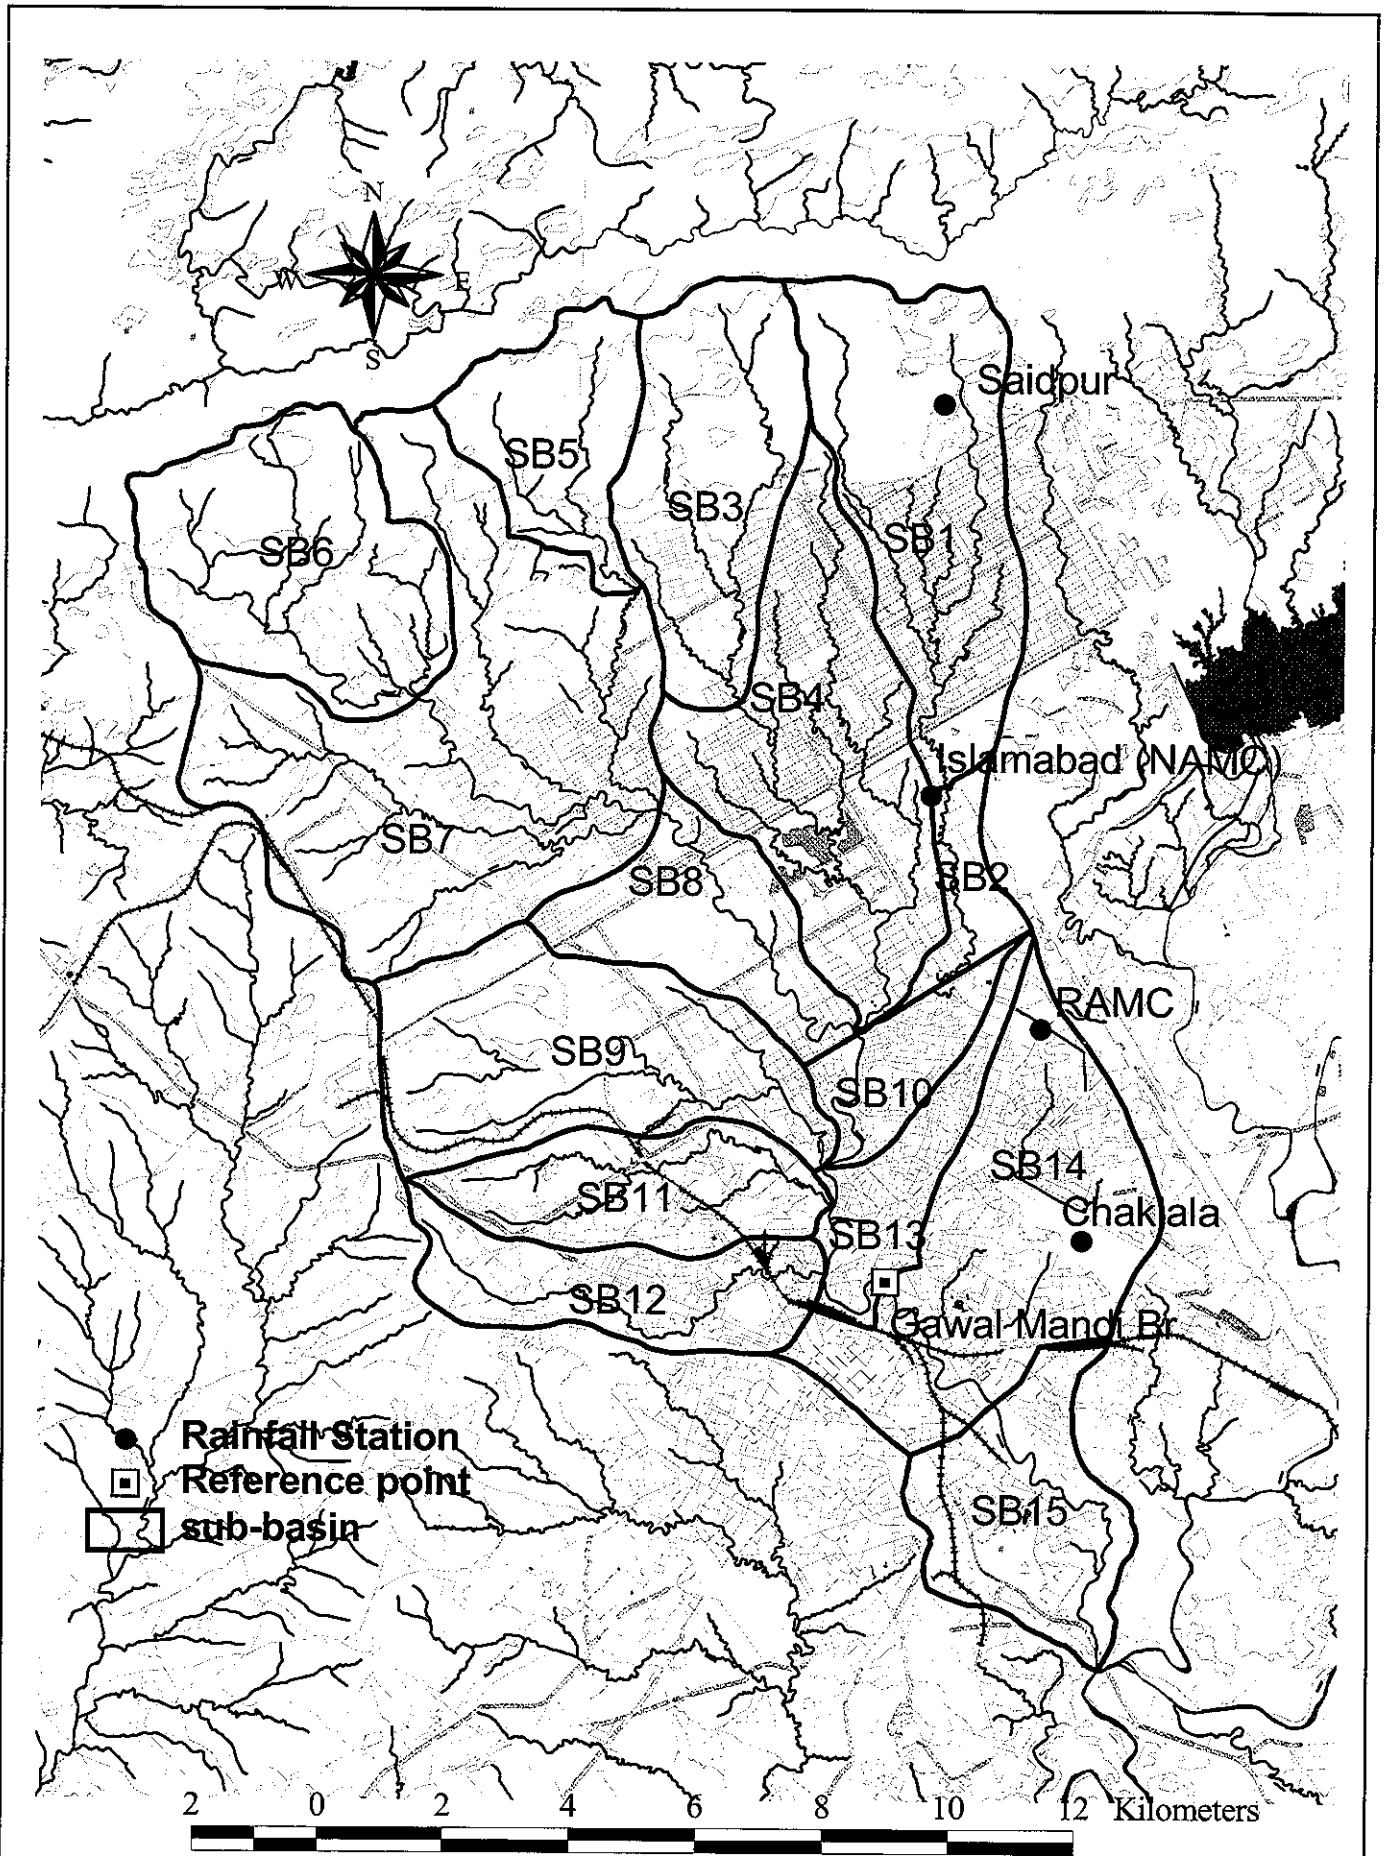 N
W E
S
Saidpur
SB5
SB3
SB1
SB6
SB4
Islamabad (NAMC)
SB7
SB8
SB2
RAMC
SB9
SB10
SB14
SB11
Chaklala
SB13
SB12
Gawal Mandi Br
Rainfall Station
Reference point
sub-basin
SB15
2 0 2 4 6 8 10 12 Kilometers